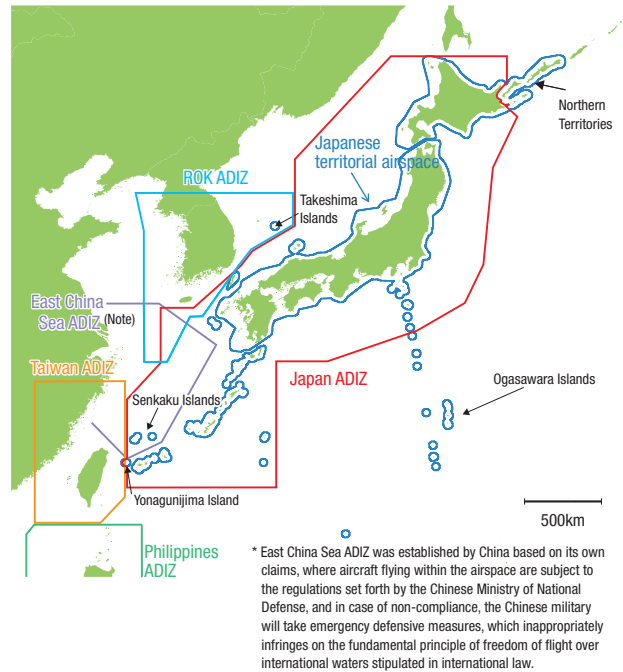 Northern
Territories
Japanese
territorial airspace
ROK ADIZ
Takeshima
Islands
East China
Sea ADIZ (Note)
Taiwan ADIZ
Japan ADIZ
Senkaku Islands
Ogasawara Islands
Yonagunijima Island
500km
Philippines
ADIZ
* East China Sea ADIZ was established by China based on its own
claims, where aircraft flying within the airspace are subject to
the regulations set forth by the Chinese Ministry of National
Defense, and in case of non-compliance, the Chinese military
will take emergency defensive measures, which inappropriately
infringes on the fundamental principle of freedom of flight over
international waters stipulated in international law.